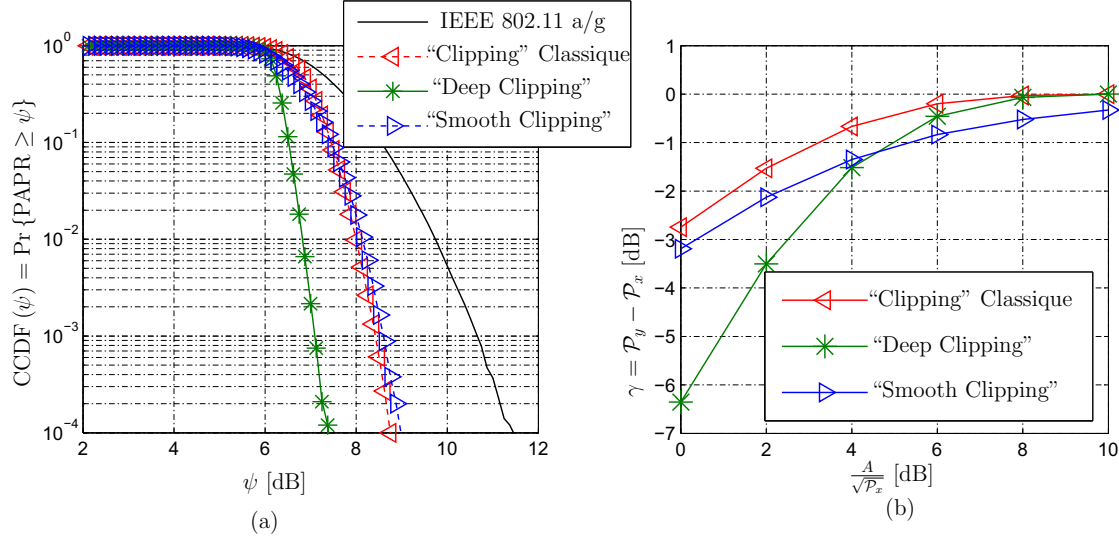 IEEE 802.11 a/g
“Clipping” Classique
“Deep Clipping”
“Smooth Clipping”
CCDF (ψ) = Pr {PAPR ≥ ψ}
10^0
10^-1
10^-2
10^-3
10^-4
2 4 6 8 10 12
ψ [dB]
(a)
γ = P_y − P_x [dB]
1
0
−1
−2
−3
−4
−5
−6
−7
“Clipping” Classique
“Deep Clipping”
“Smooth Clipping”
0 2 4 6 8 10
A/√P_x [dB]
(b)